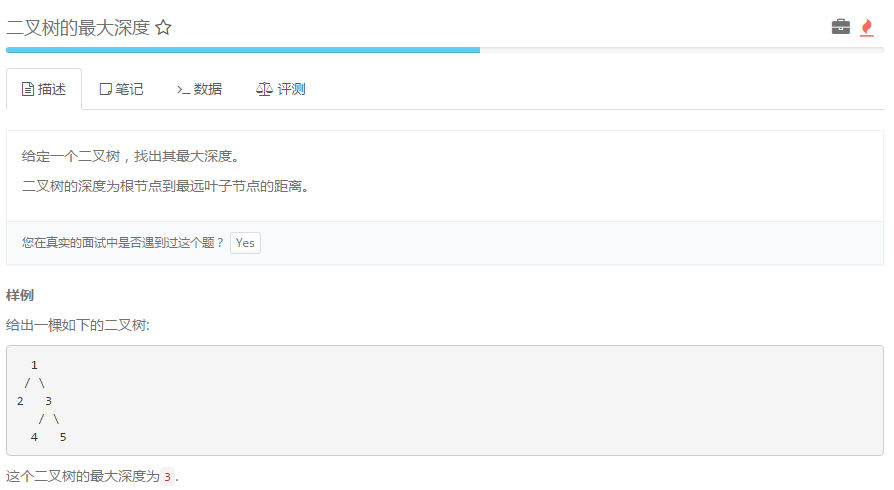 二叉树的最大深度
描述 笔记 数据 评测
给定一个二叉树，找出其最大深度。
二叉树的深度为根节点到最远叶子节点的距离。
您在真实的面试中是否遇到过这个题？ Yes
样例
给出一棵如下的二叉树:
1
/ \
2 3
/ \
4 5
这个二叉树的最大深度为 3 .